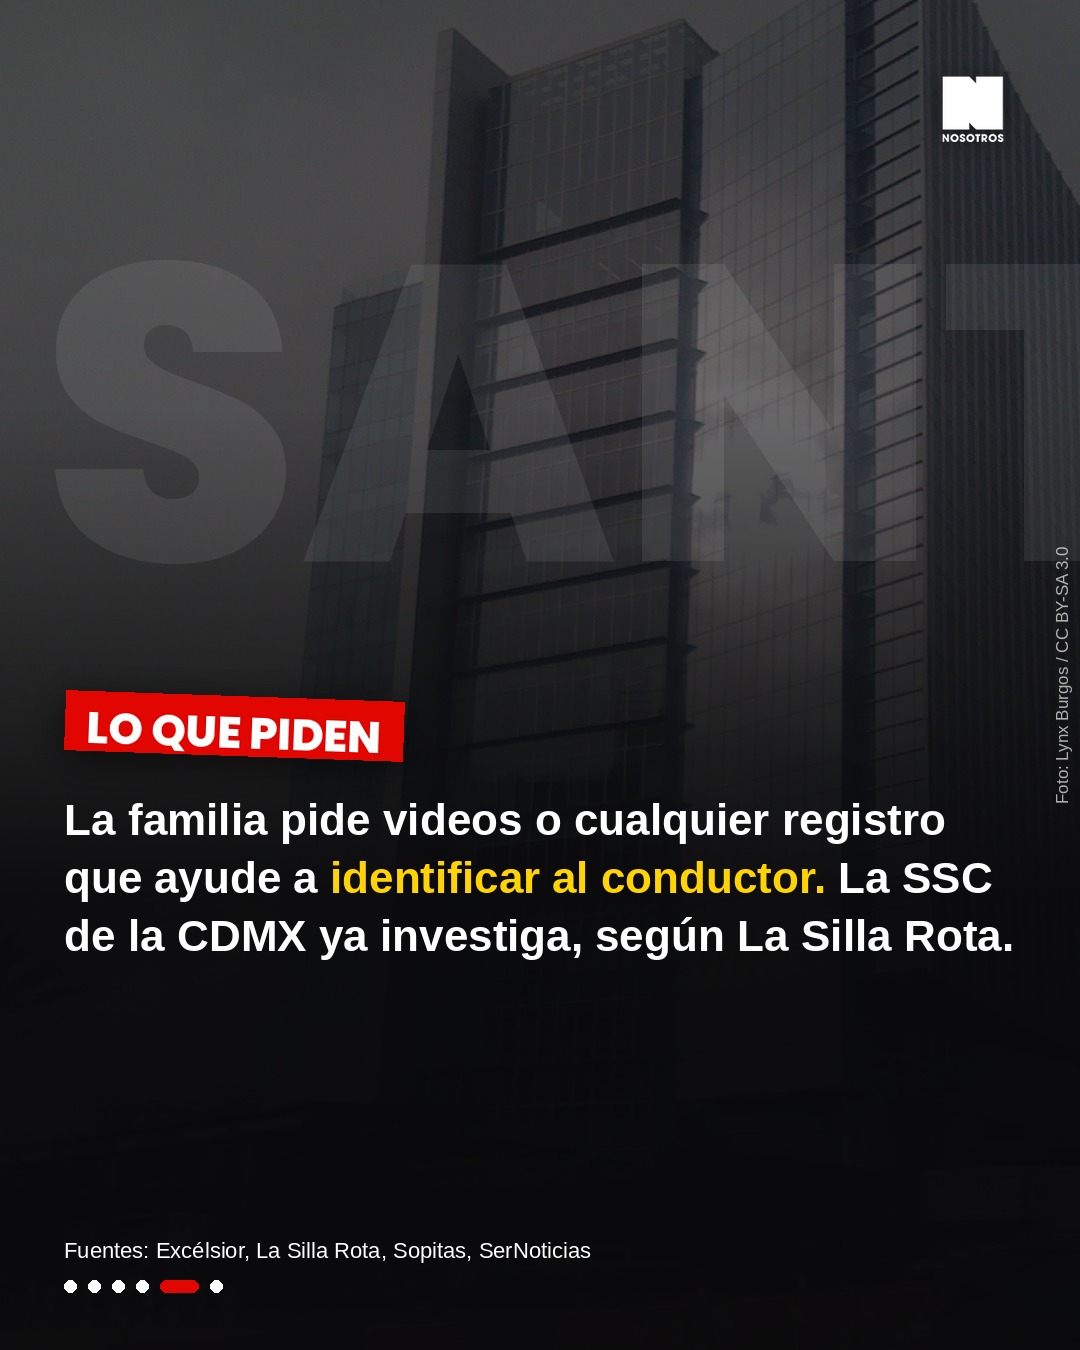 NOSOTROS
SANT
Foto: Lynx Burgos / CC BY-SA 3.0
LO QUE PIDEN
La familia pide videos o cualquier registro
que ayude a identificar al conductor. La SSC
de la CDMX ya investiga, según La Silla Rota.
Fuentes: Excélsior, La Silla Rota, Sopitas, SerNoticias